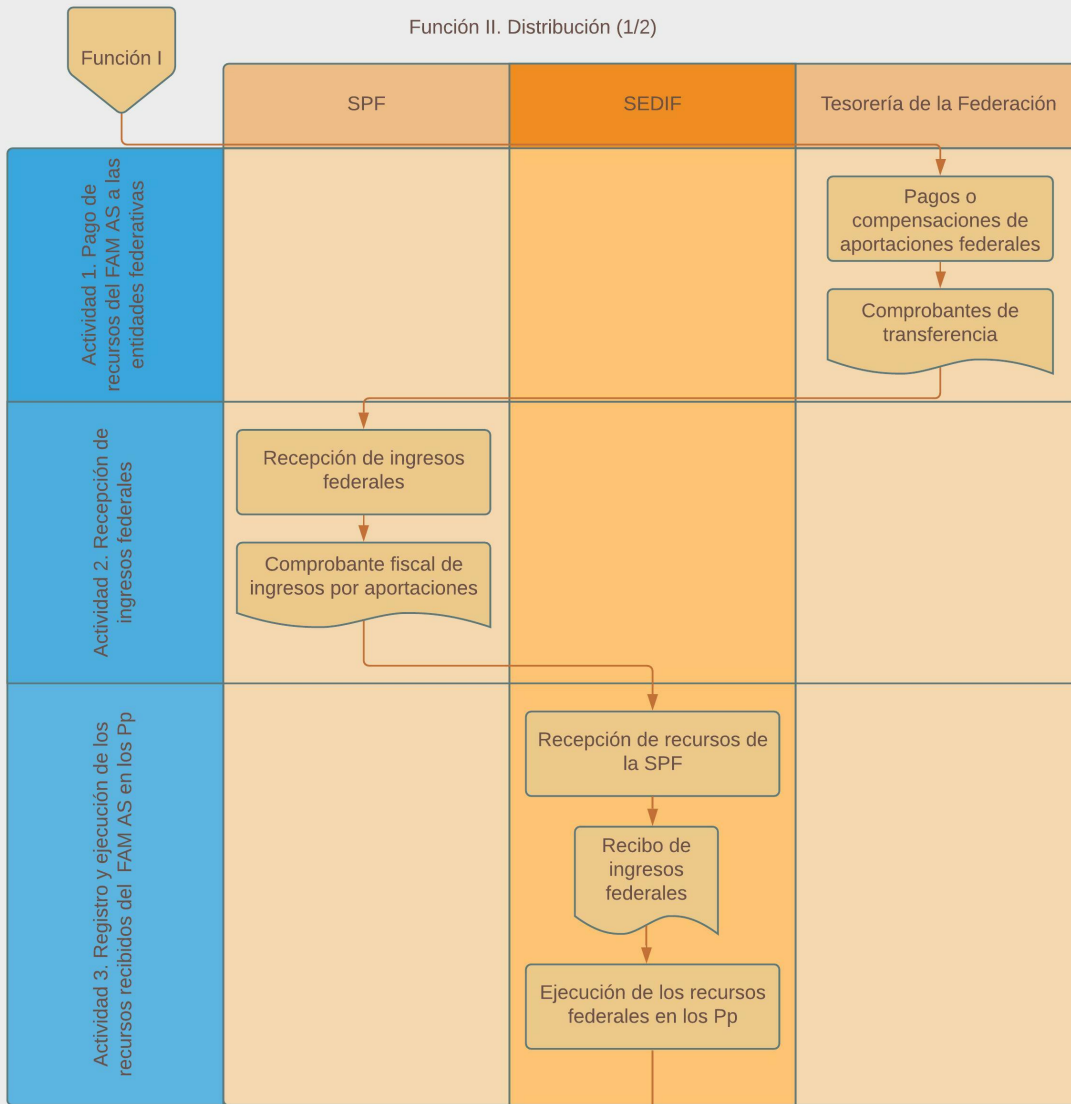 Función II. Distribución (1/2)
Función I
SPF
SEDIF
Tesorería de la Federación
Actividad 1. Pago de
recursos del FAM AS a las
entidades federativas
Pagos o
compensaciones de
aportaciones federales
Comprobantes de
transferencia
Actividad 2. Recepción de
ingresos federales
Recepción de ingresos
federales
Comprobante fiscal de
ingresos por aportaciones
Actividad 3. Registro y ejecución de los
recursos recibidos del FAM AS en los Pp
Recepción de recursos de
la SPF
Recibo de
ingresos
federales
Ejecución de los recursos
federales en los Pp